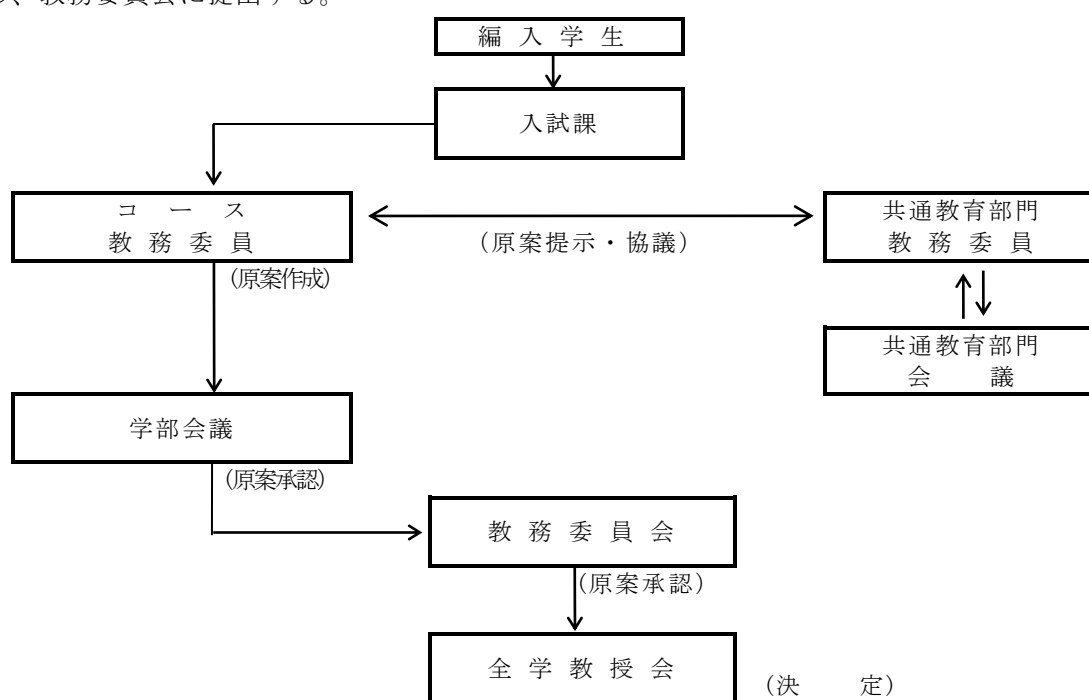 、教務委員会に提出する。
編入学生
入試課
コース
教務委員
(原案提示・協議)
共通教育部門
教務委員
(原案作成)
共通教育部門
会議
学部会議
(原案承認)
教務委員会
(原案承認)
全学教授会
(決定)